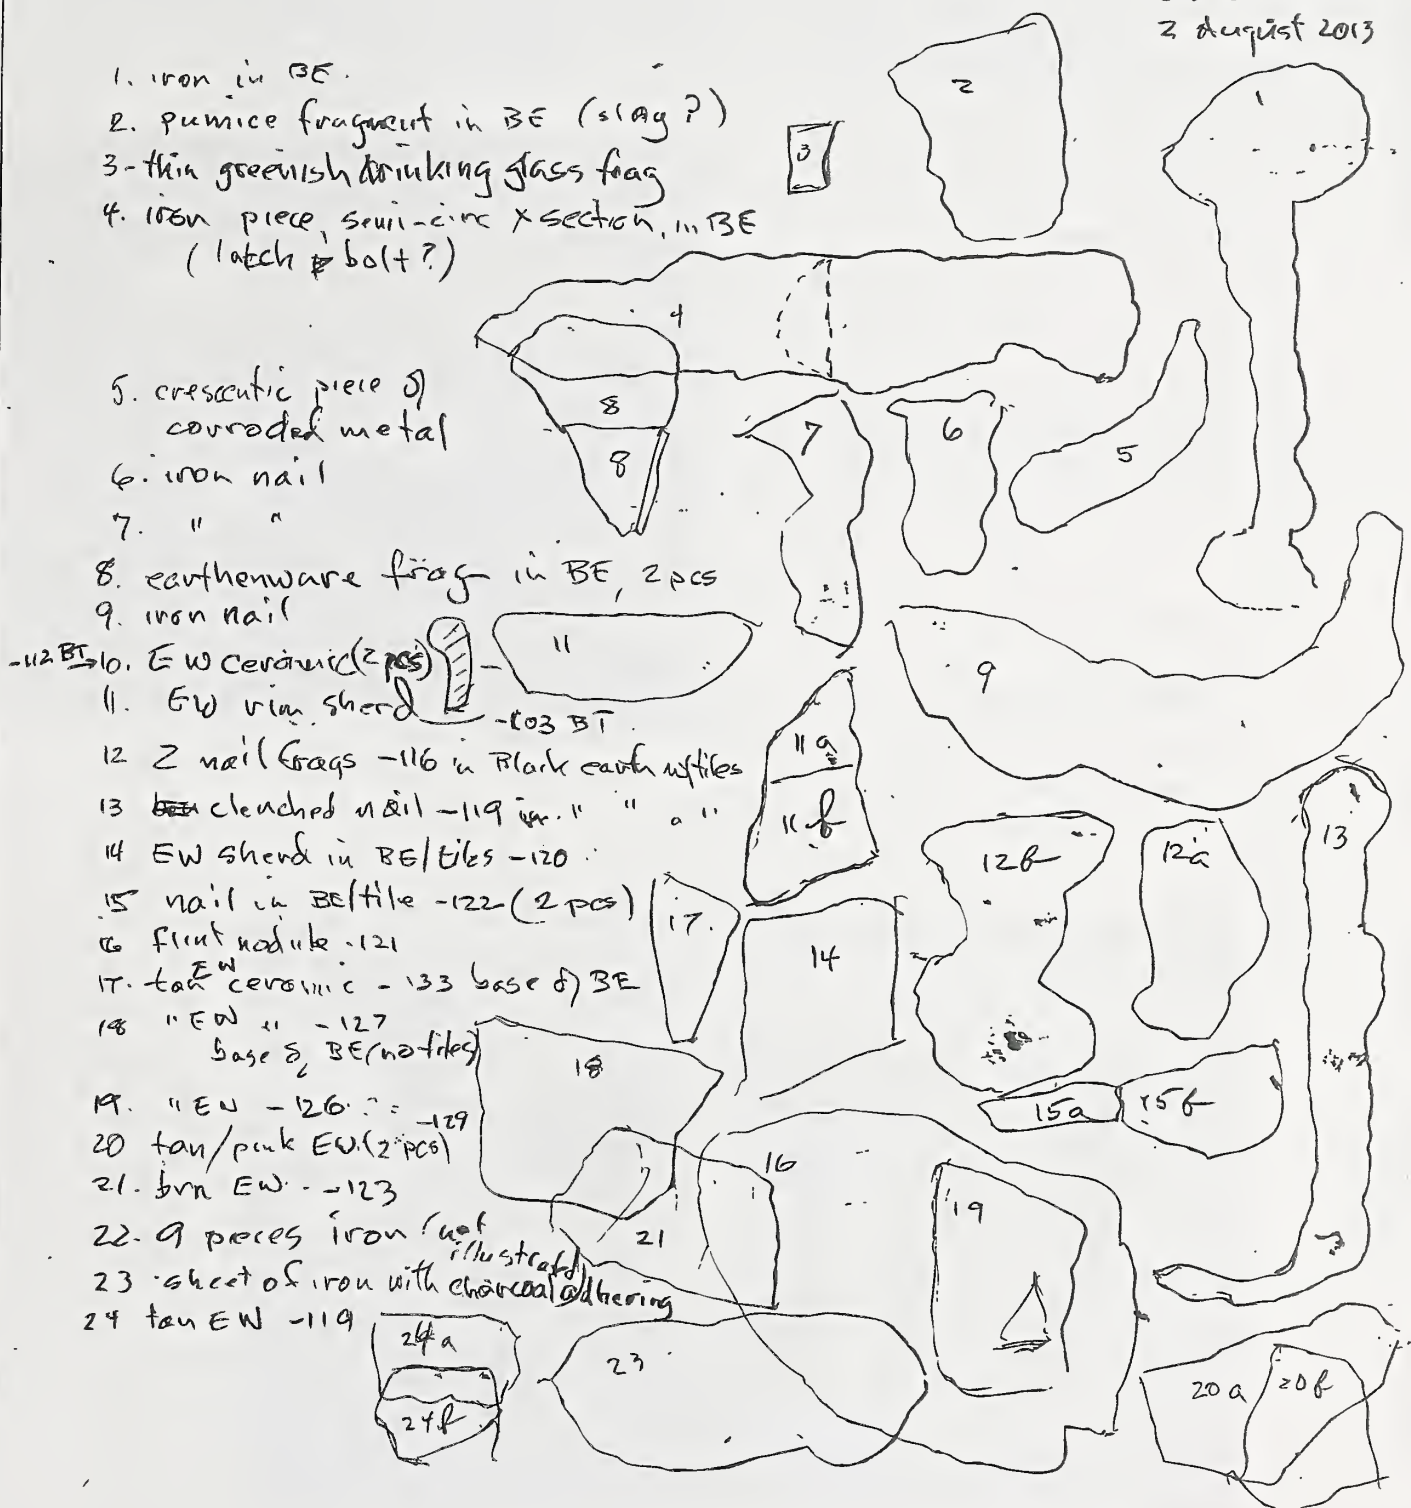 2 August 2013
1. iron in BE.
2. pumice fragment in BE (slag?)
3 - thin greenish drinking glass frag
4. iron piece, semi-circ x section, in BE
(latch bolt?)
5. crescentic piece of
corroded metal
6. iron nail
7. " "
8. earthenware frag in BE, 2 pcs
9. iron nail
-112 BT → 10. EW ceramic (2 pcs)
11. EW rim sherd -103 BT
12 2 nail frags -116 in Black earth w/tiles
13 clenched nail -119 in " " " "
14 EW sherd in BE/tiles -120
15 nail in BE/tile -122 (2 pcs)
16 flint nodule -121
17. tan EW ceramic - 133 base of BE
18 " EW " -127
base of BE (no tiles)
19. " EW -126
20 tan/pink EW (2 pcs) -129
21. brn EW - -123
22. 9 pieces iron (not
illustrated)
23 sheet of iron with charcoal adhering
24 tan EW -119
1
2
3
4
8
8
7
6
5
11
9
11a
11b
12b
12a
13
17.
14
18
15a
15b
16
19
21
24a
24b
23
20a
20b